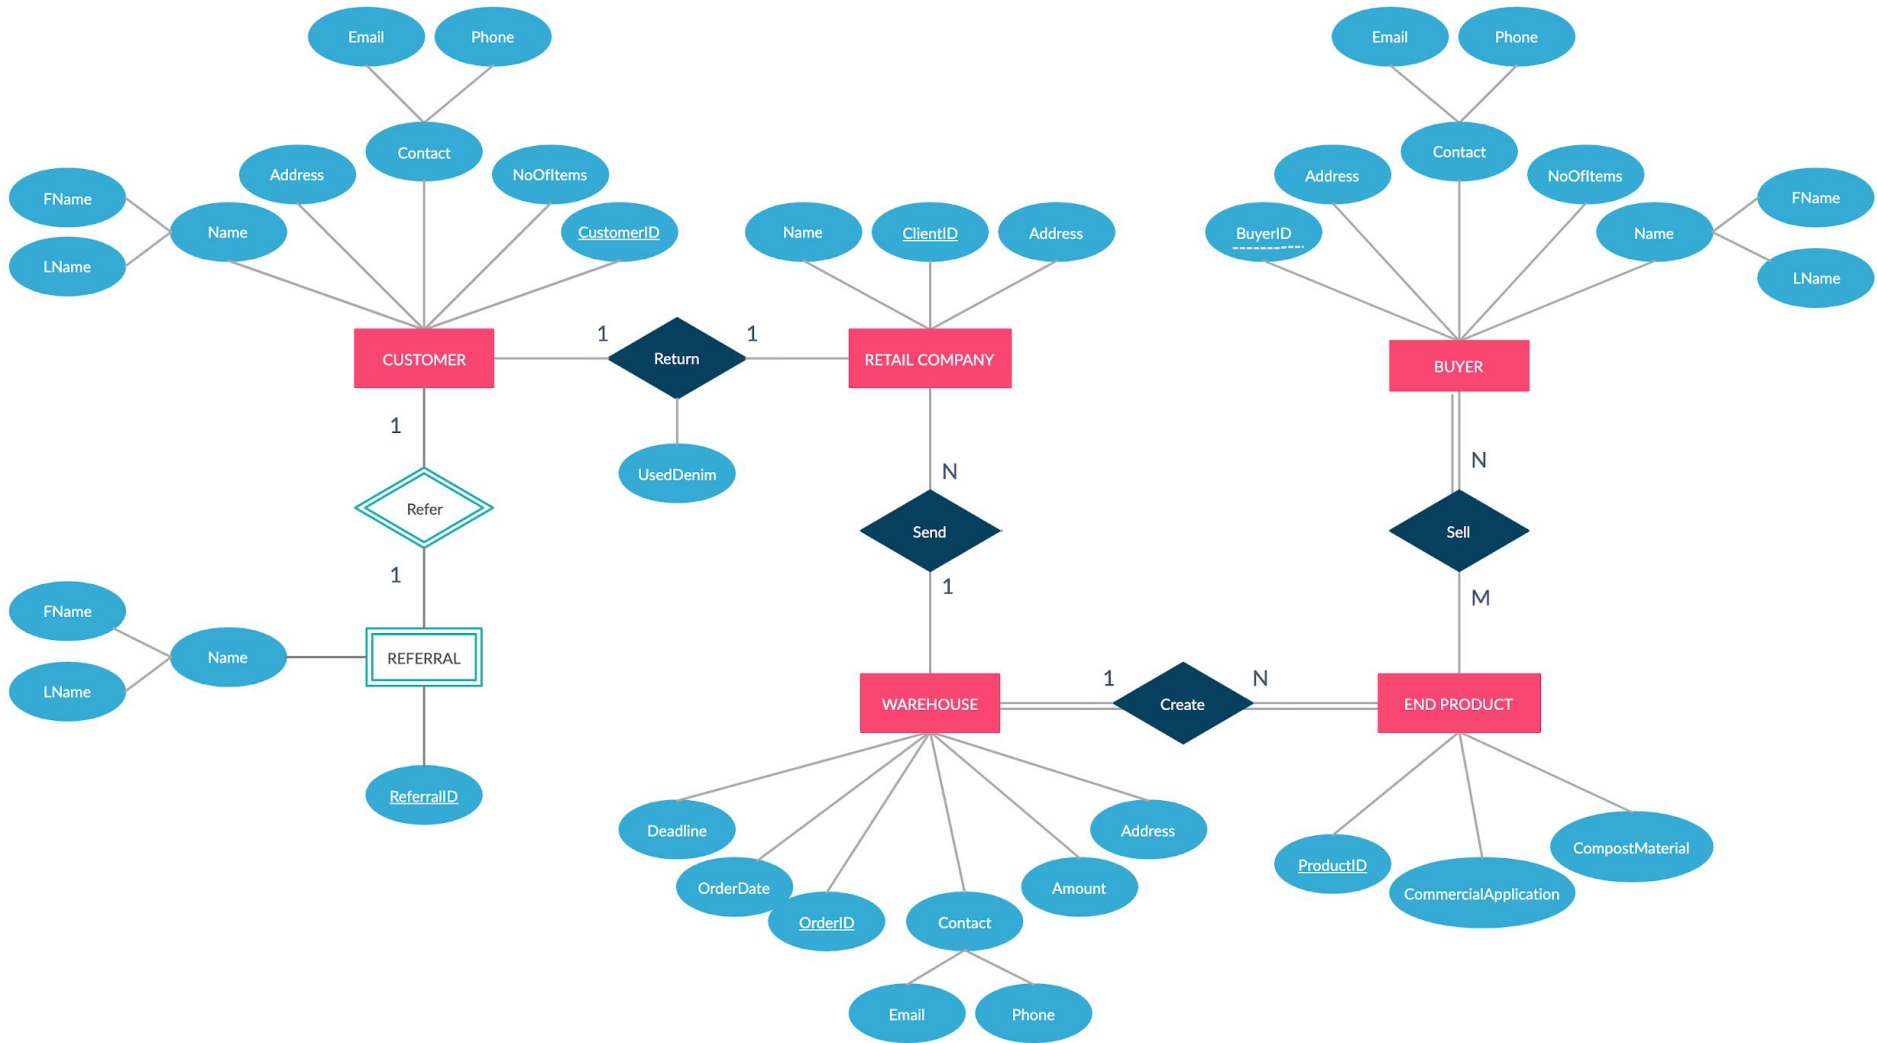 Email
Phone
Email
Phone
Contact
Contact
Address
NoOfItems
Address
NoOfItems
FName
FName
Name
CustomerID
Name
ClientID
Address
BuyerID
Name
LName
LName
1
1
CUSTOMER
Return
RETAIL COMPANY
BUYER
1
N
N
UsedDenim
Refer
Send
Sell
1
1
M
FName
Name
REFERRAL
1
N
LName
WAREHOUSE
Create
END PRODUCT
ReferralID
Deadline
Address
CompostMaterial
ProductID
OrderDate
Amount
CommercialApplication
OrderID
Contact
Email
Phone